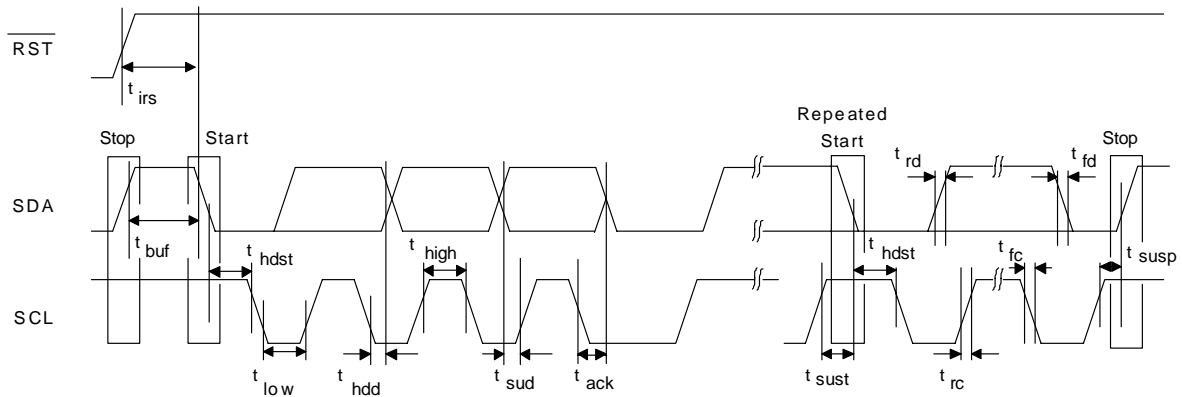 RST
t irs
Repeated
Stop
Start
Start
Stop
t rd
t fd
SDA
t buf
t hdst
t high
t hdst
t fc
t susp
SCL
t low
t hdd
t sud
t ack
t sust
t rc